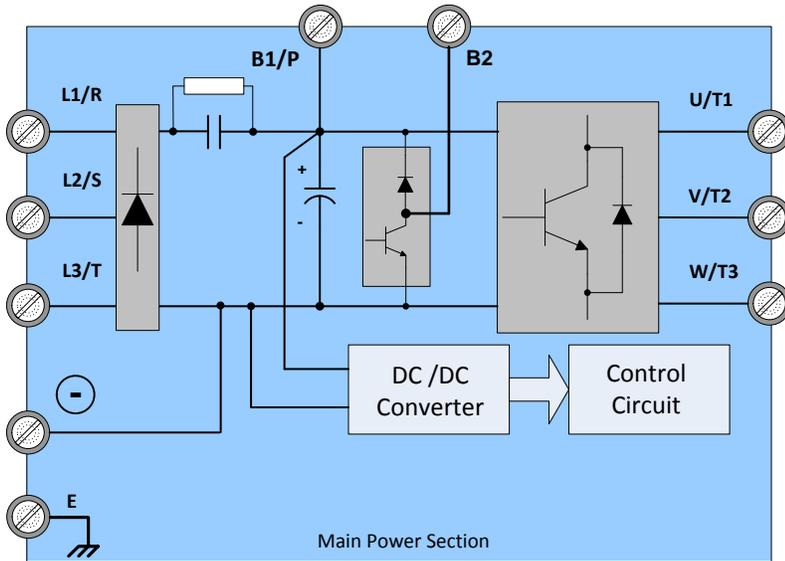 B1/P
B2
L1/R
U/T1
L2/S
V/T2
+
-
L3/T
W/T3
DC /DC
Converter
Control
Circuit
-
E
Main Power Section